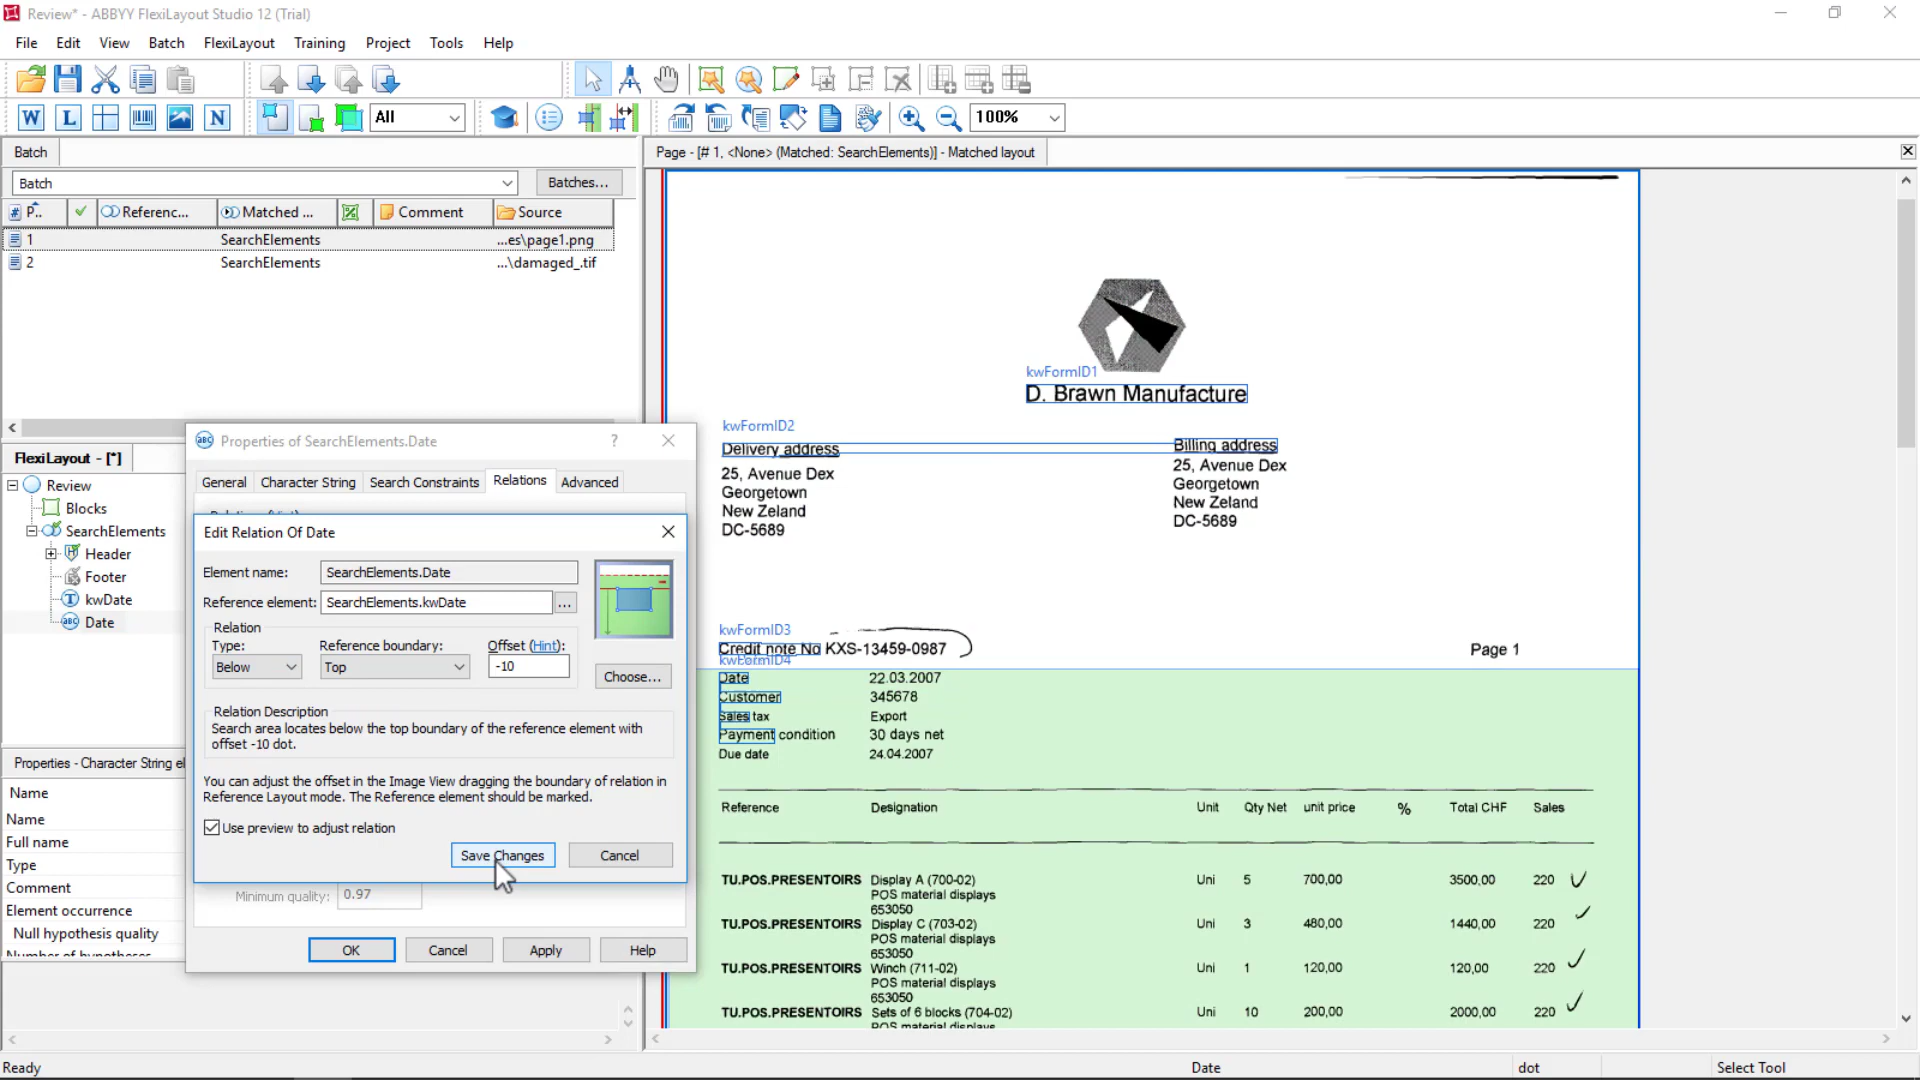 Review* - ABBYY FlexiLayout Studio 12 (Trial)
File Edit View Batch FlexiLayout Training Project Tools Help
W L N All 100%
Batch
Page - [# 1, <None> (Matched: SearchElements)] - Matched layout
Batch Batches...
# P.. Referenc... Matched ... Comment Source
1 SearchElements ...es\page1.png
2 SearchElements ...\damaged_.tif
FlexiLayout - [*]
Review
Blocks
SearchElements
Header
Footer
kwDate
Date
Properties - Character String el
Name
Name
Full name
Type
Comment
Element occurrence
Null hypothesis quality
Number of hypotheses
Properties of SearchElements.Date
General Character String Search Constraints Relations Advanced
Edit Relation Of Date
Element name: SearchElements.Date
Reference element: SearchElements.kwDate ...
Relation
Type: Reference boundary: Offset (Hint):
Below Top -10
Choose...
Relation Description
Search area locates below the top boundary of the reference element with
offset -10 dot.
You can adjust the offset in the Image View dragging the boundary of relation in
Reference Layout mode. The Reference element should be marked.
Use preview to adjust relation
Save Changes Cancel
Minimum quality: 0.97
OK Cancel Apply Help
kwFormID1
D. Brawn Manufacture
kwFormID2
Delivery address Billing address
25, Avenue Dex 25, Avenue Dex
Georgetown Georgetown
New Zeland New Zeland
DC-5689 DC-5689
kwFormID3
Credit note No KXS-13459-0987 Page 1
kwFormID4
Date 22.03.2007
Customer 345678
Sales tax Export
Payment condition 30 days net
Due date 24.04.2007
Reference Designation Unit Qty Net unit price % Total CHF Sales
TU.POS.PRESENTOIRS Display A (700-02) Uni 5 700,00 3500,00 220
POS material displays
653050
TU.POS.PRESENTOIRS Display C (703-02) Uni 3 480,00 1440,00 220
POS material displays
653050
TU.POS.PRESENTOIRS Winch (711-02) Uni 1 120,00 120,00 220
POS material displays
653050
TU.POS.PRESENTOIRS Sets of 6 blocks (704-02) Uni 10 200,00 2000,00 220
POS material displays
Ready Date dot Select Tool